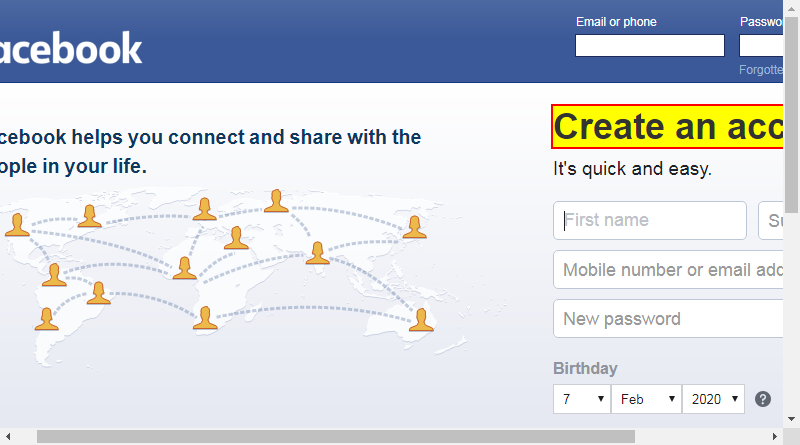 acebook
Email or phone
Passwo
Forgotte
cebook helps you connect and share with the
ople in your life.
Create an acc
It's quick and easy.
First name
Su
Mobile number or email add
New password
Birthday
7
Feb
2020
?